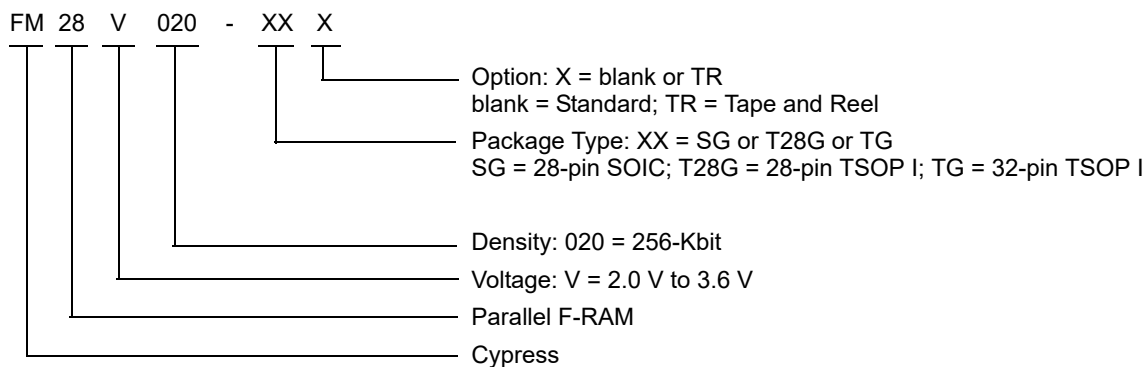 FM 28 V 020 - XX X
Option: X = blank or TR
blank = Standard; TR = Tape and Reel
Package Type: XX = SG or T28G or TG
SG = 28-pin SOIC; T28G = 28-pin TSOP I; TG = 32-pin TSOP I
Density: 020 = 256-Kbit
Voltage: V = 2.0 V to 3.6 V
Parallel F-RAM
Cypress